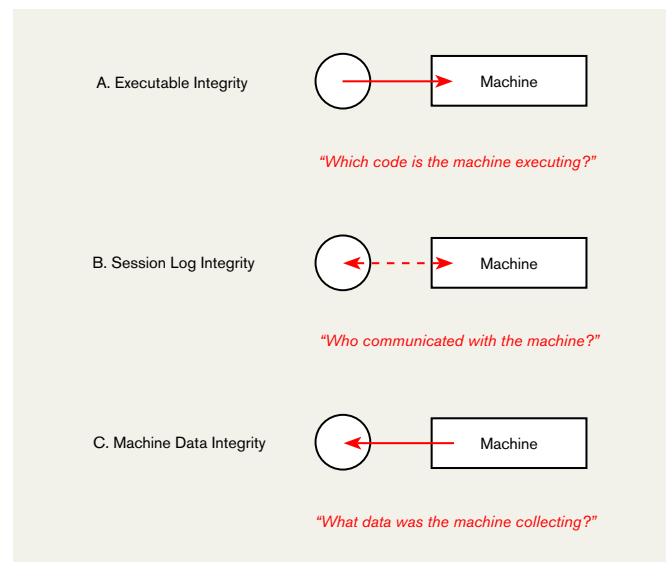 A. Executable Integrity
Machine
“Which code is the machine executing?”
B. Session Log Integrity
Machine
“Who communicated with the machine?”
C. Machine Data Integrity
Machine
“What data was the machine collecting?”